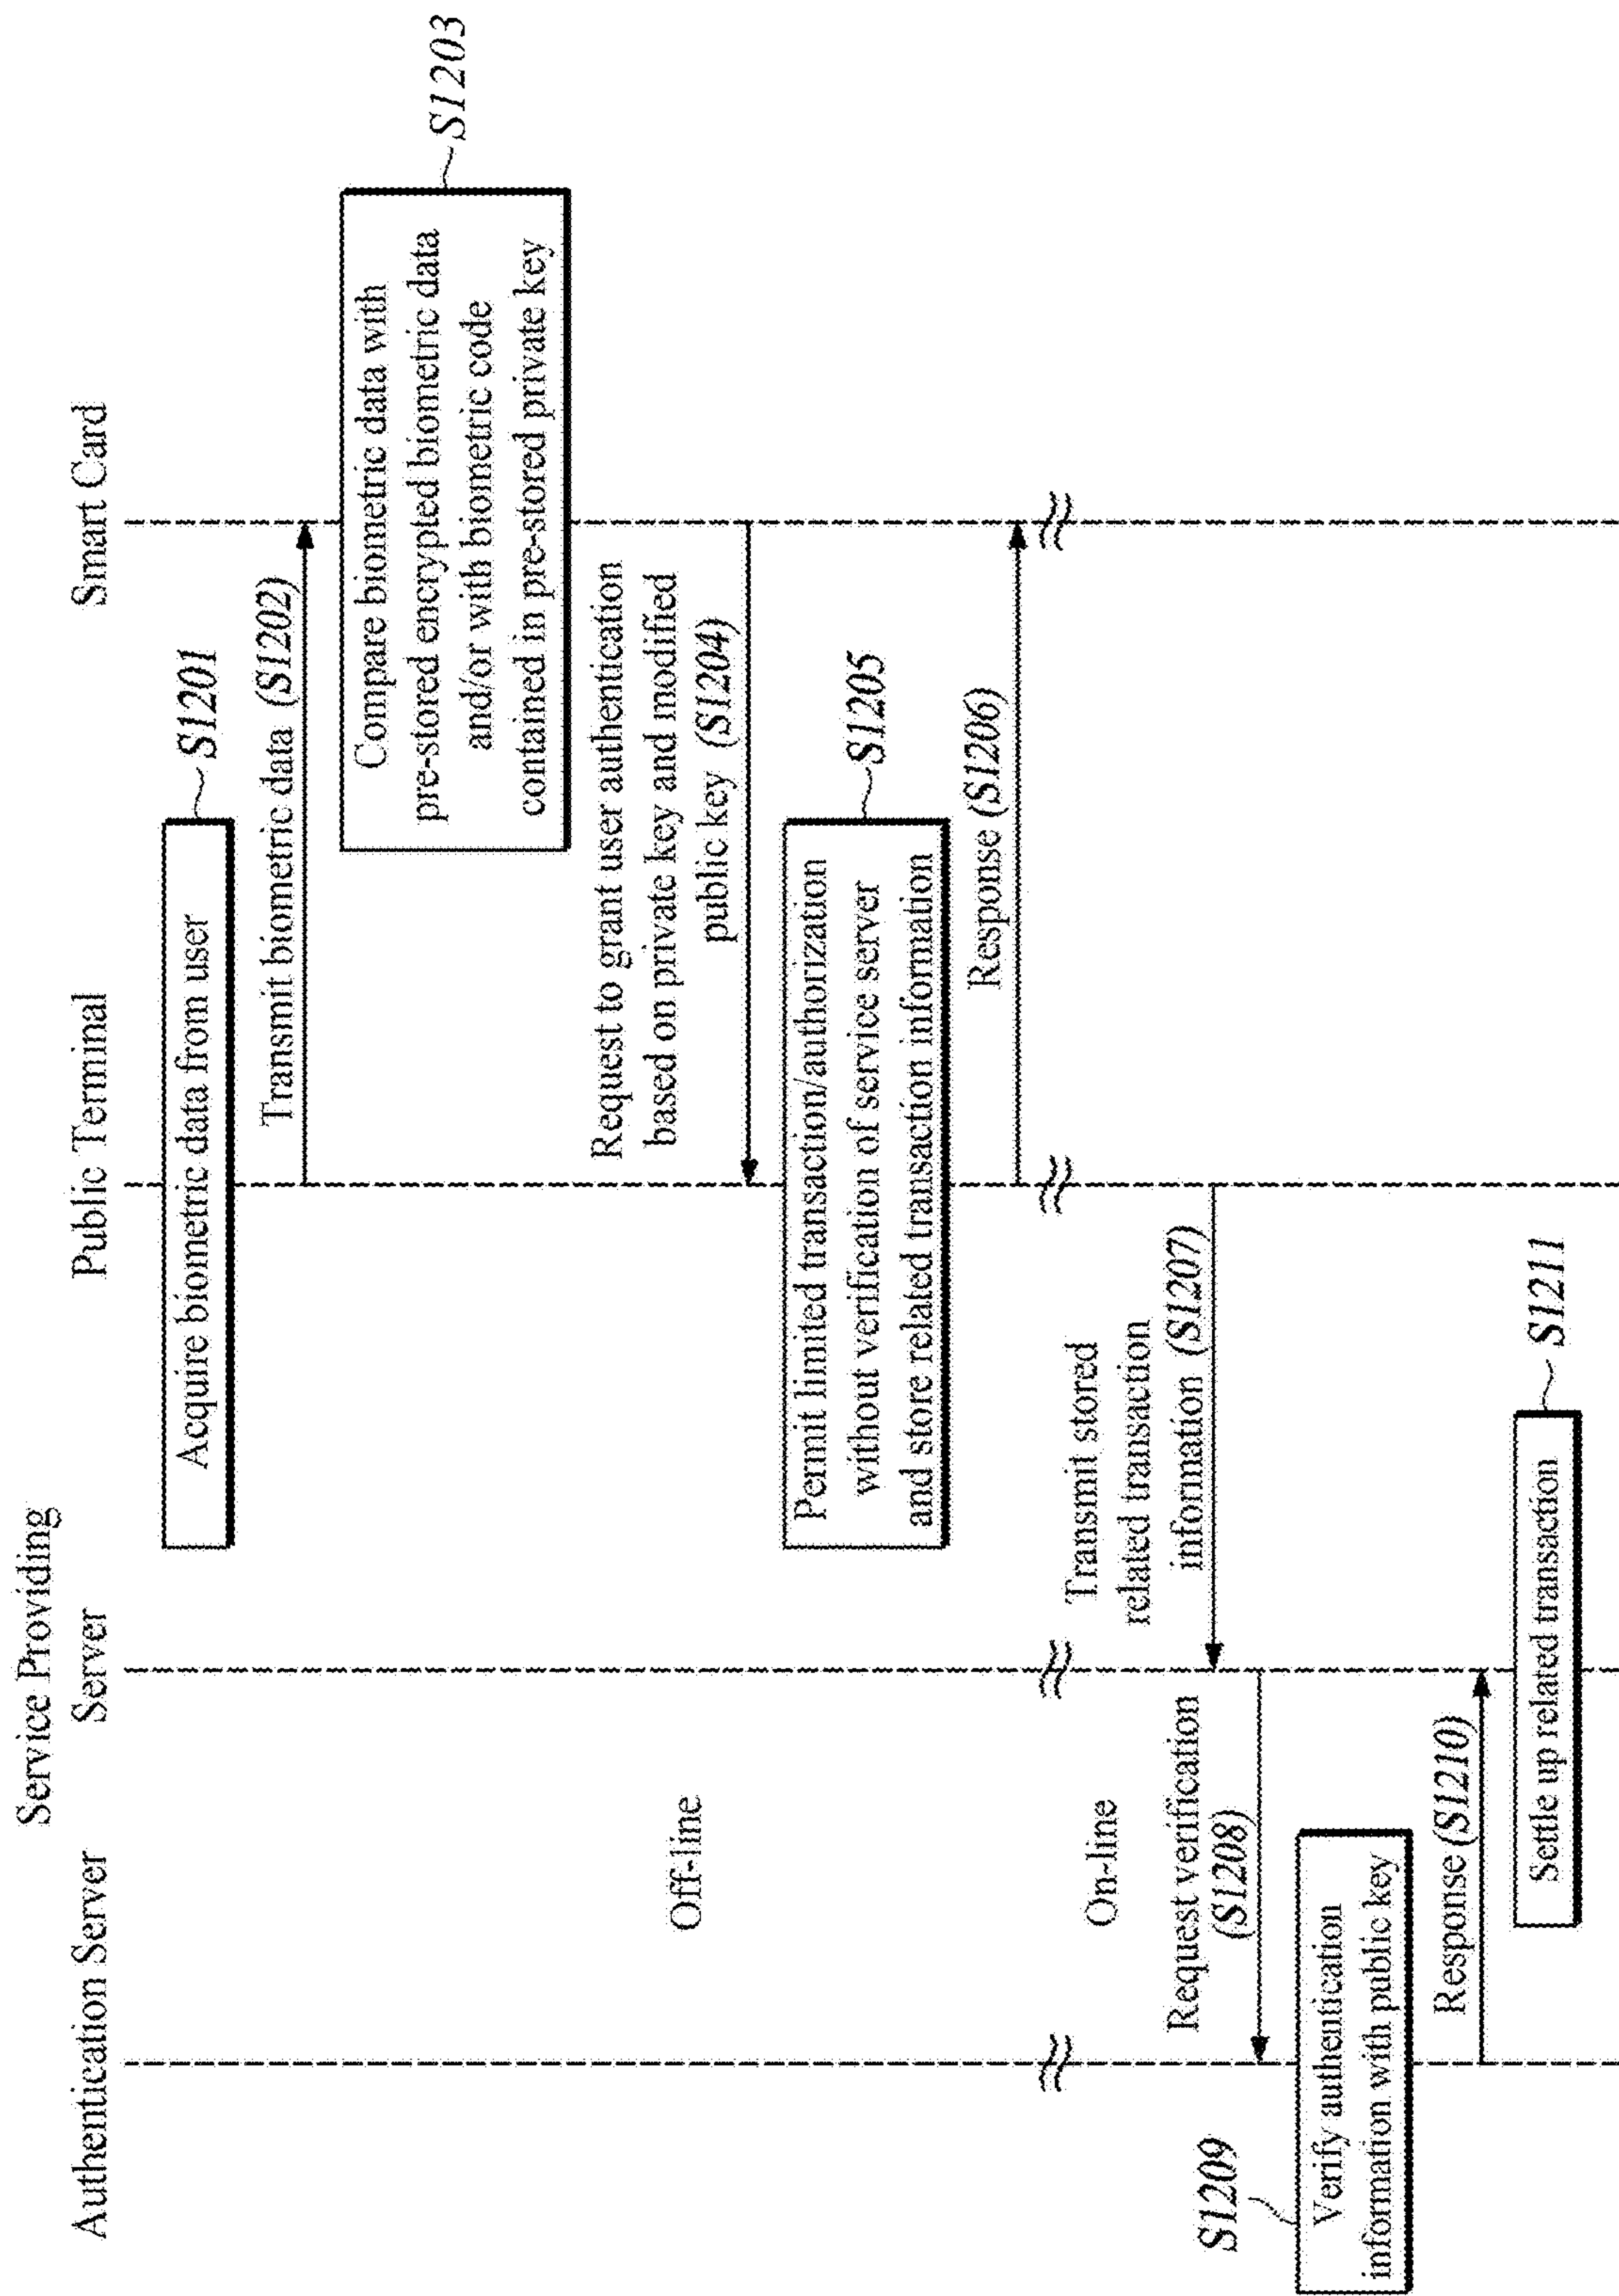 Service Providing
Authentication Server
Server
Public Terminal
Smart Card
Acquire biometric data from user
S1201
Transmit biometric data (S1202)
Compare biometric data with
pre-stored encrypted biometric data
and/or with biometric code
contained in pre-stored private key
S1203
Request to grant user authentication
based on private key and modified
public key (S1204)
Off-line
Permit limited transaction/authorization
without verification of service server
and store related transaction information
S1205
Response (S1206)
On-line
Transmit stored
related transaction
information (S1207)
Request verification
(S1208)
S1209
Verify authentication
information with public key
Response (S1210)
Settle up related transaction
S1211